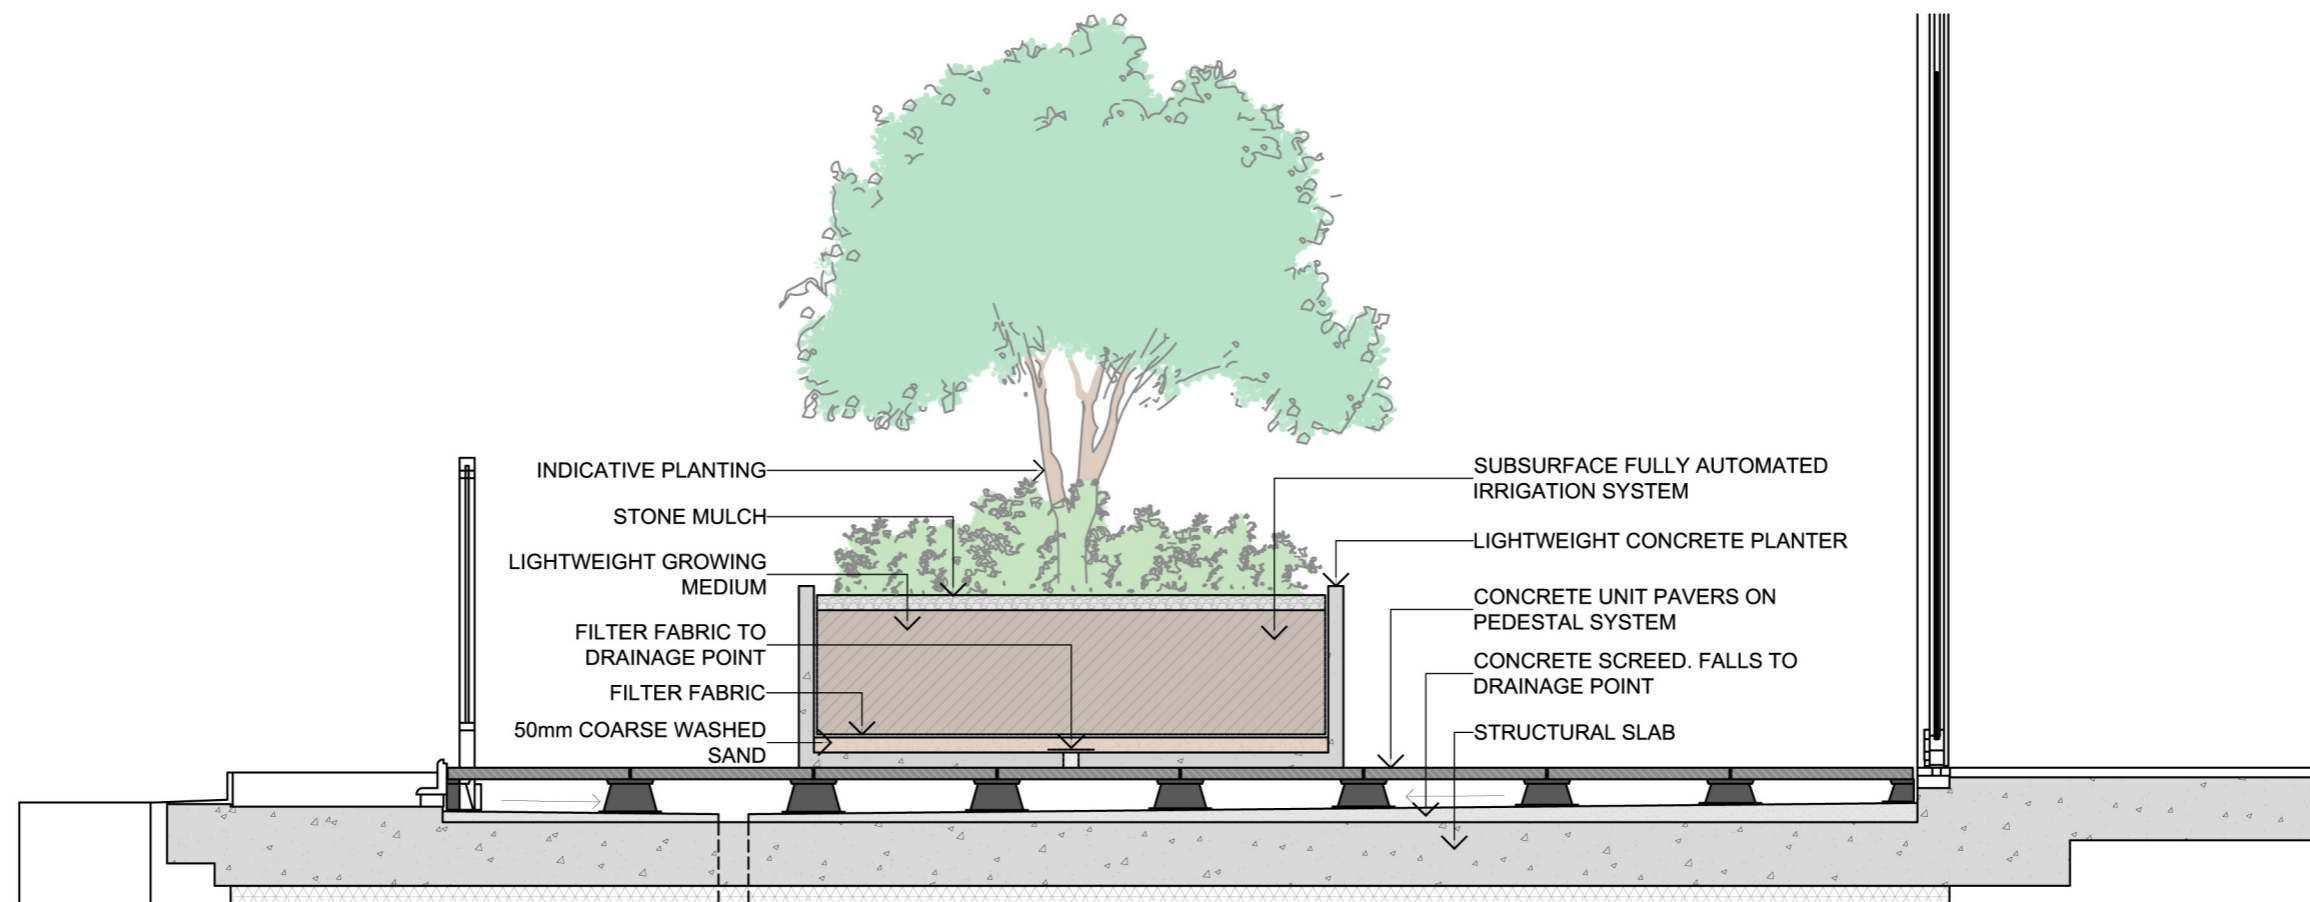 INDICATIVE PLANTING
STONE MULCH
LIGHTWEIGHT GROWING
MEDIUM
FILTER FABRIC TO
DRAINAGE POINT
FILTER FABRIC
50mm COARSE WASHED
SAND
SUBSURFACE FULLY AUTOMATED
IRRIGATION SYSTEM
LIGHTWEIGHT CONCRETE PLANTER
CONCRETE UNIT PAVERS ON
PEDESTAL SYSTEM
CONCRETE SCREED. FALLS TO
DRAINAGE POINT
STRUCTURAL SLAB